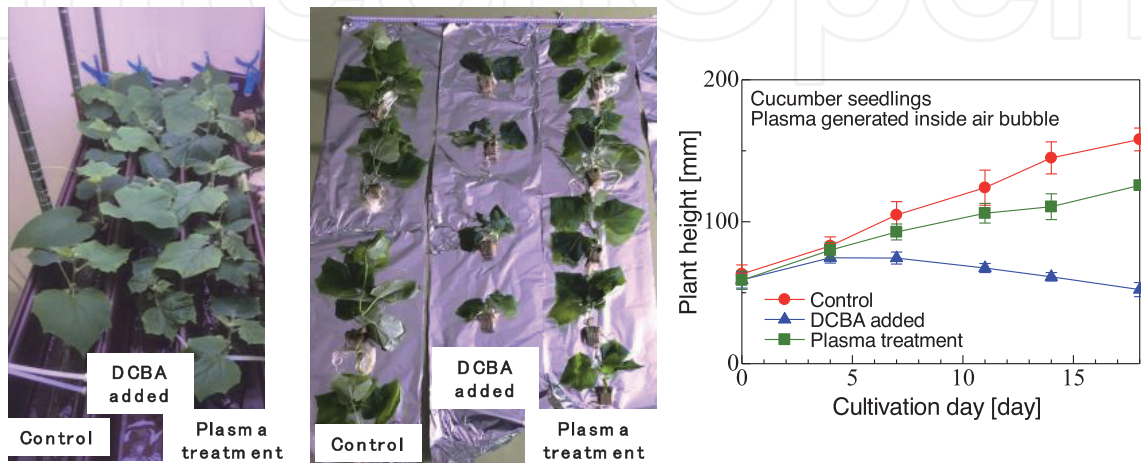 DCBA
added
Control
Plasma
treatment
DCBA
added
Control
Plasma
treatment
200
100
0
Plant height [mm]
Cucumber seedlings
Plasma generated inside air bubble
Control
DCBA added
Plasma treatment
0
5
10
15
Cultivation day [day]